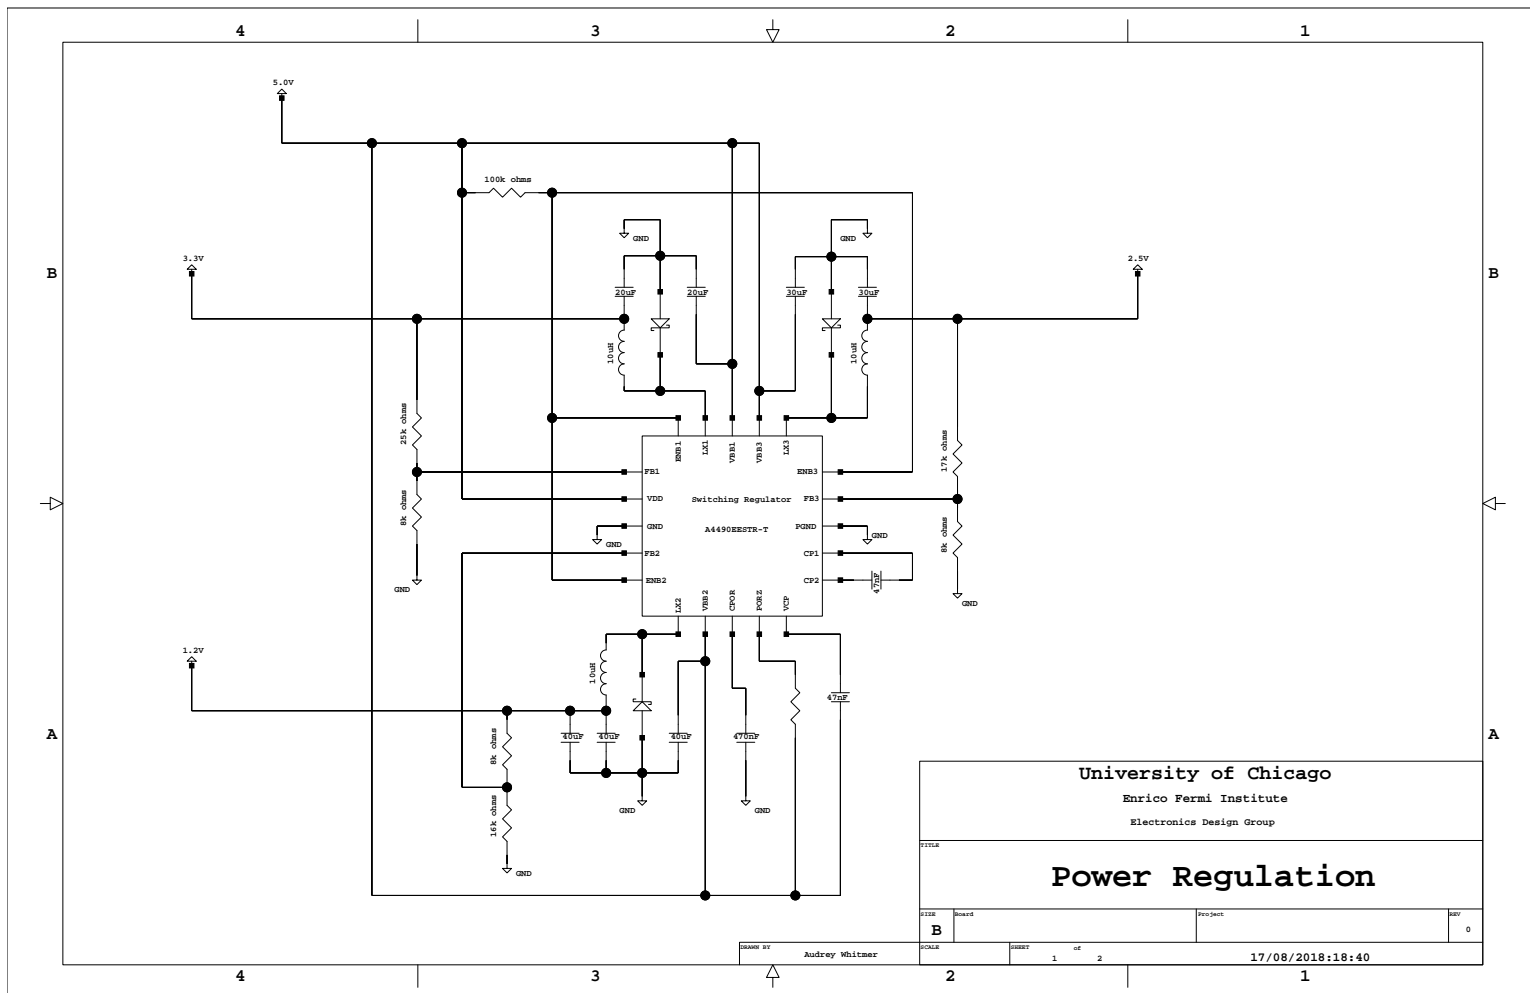 4 3 2 1
5.0V
100k ohms
GND GND
3.3V 2.5V
B B
20uF 20uF 30uF 30uF
10uH 10uH
25k ohms 17k ohms
ENB1 LX1 VBB1 VBB3 LX3
FB1 ENB3
VDD Switching Regulator FB3
8k ohms 8k ohms
GND A4490EESTR-T PGND
GND GND
FB2 CP1
ENB2 CP2 47nF
GND GND
LX2 VBB2 CPOR PORZ VCP
1.2V
10uH
47nF
A A
8k ohms 40uF 40uF 40uF 470nF
16k ohms GND GND
GND
University of Chicago
Enrico Fermi Institute
Electronics Design Group
TITLE
Power Regulation
SIZE Board Project REV
B 0
DRAWN BY Audrey Whitmer SCALE SHEET 1 of 2 17/08/2018:18:40
4 3 2 1